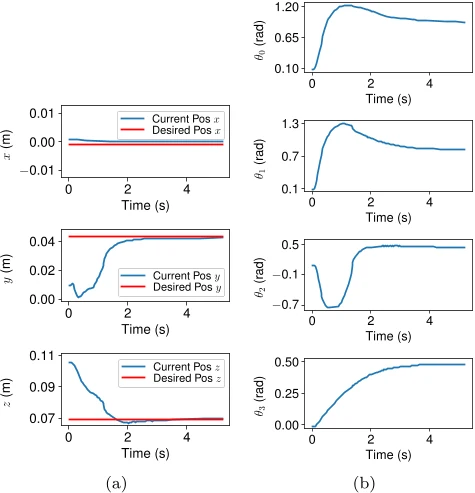 0.01
0.00
−0.01
x (m)
Current Pos x
Desired Pos x
0 2 4
Time (s)
0.04
0.02
0.00
y (m)
Current Pos y
Desired Pos y
0 2 4
Time (s)
0.11
0.09
0.07
z (m)
Current Pos z
Desired Pos z
0 2 4
Time (s)
(a)
1.20
0.65
0.10
θ0 (rad)
0 2 4
Time (s)
1.3
0.7
0.1
θ1 (rad)
0 2 4
Time (s)
0.5
−0.1
−0.7
θ2 (rad)
0 2 4
Time (s)
0.50
0.25
0.00
θ3 (rad)
0 2 4
Time (s)
(b)